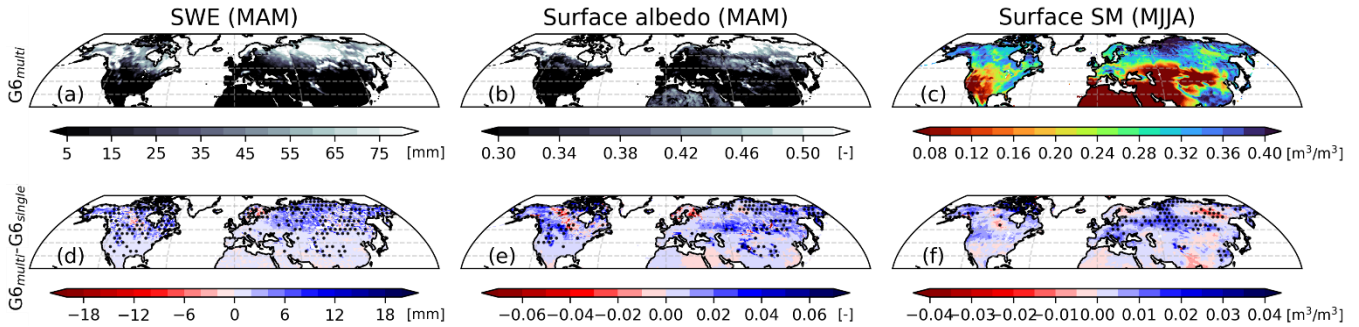 SWE (MAM)
Surface albedo (MAM)
Surface SM (MJJA)
G6multi
(a)
(b)
(c)
5 15 25 35 45 55 65 75 [mm]
0.30 0.34 0.38 0.42 0.46 0.50 [-]
0.08 0.12 0.16 0.20 0.24 0.28 0.32 0.36 0.40 [m³/m³]
G6multi-G6single
(d)
(e)
(f)
−18 −12 −6 0 6 12 18 [mm]
−0.06 −0.04 −0.02 0.00 0.02 0.04 0.06 [-]
−0.04 −0.03 −0.02 −0.01 0.00 0.01 0.02 0.03 0.04 [m³/m³]